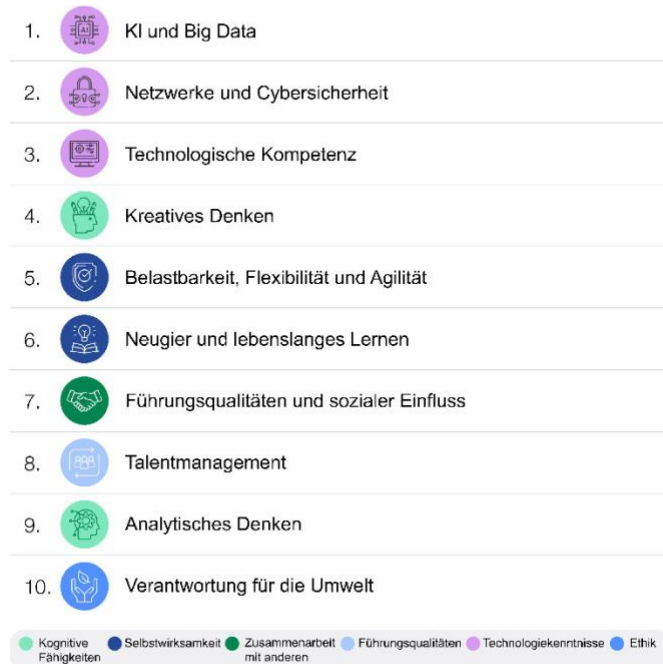 1. KI und Big Data
2. Netzwerke und Cybersicherheit
3. Technologische Kompetenz
4. Kreatives Denken
5. Belastbarkeit, Flexibilität und Agilität
6. Neugier und lebenslanges Lernen
7. Führungsqualitäten und sozialer Einfluss
8. Talentmanagement
9. Analytisches Denken
10. Verantwortung für die Umwelt
Kognitive Fähigkeiten
Selbstwirksamkeit
Zusammenarbeit mit anderen
Führungsqualitäten
Technologiekenntnisse
Ethik